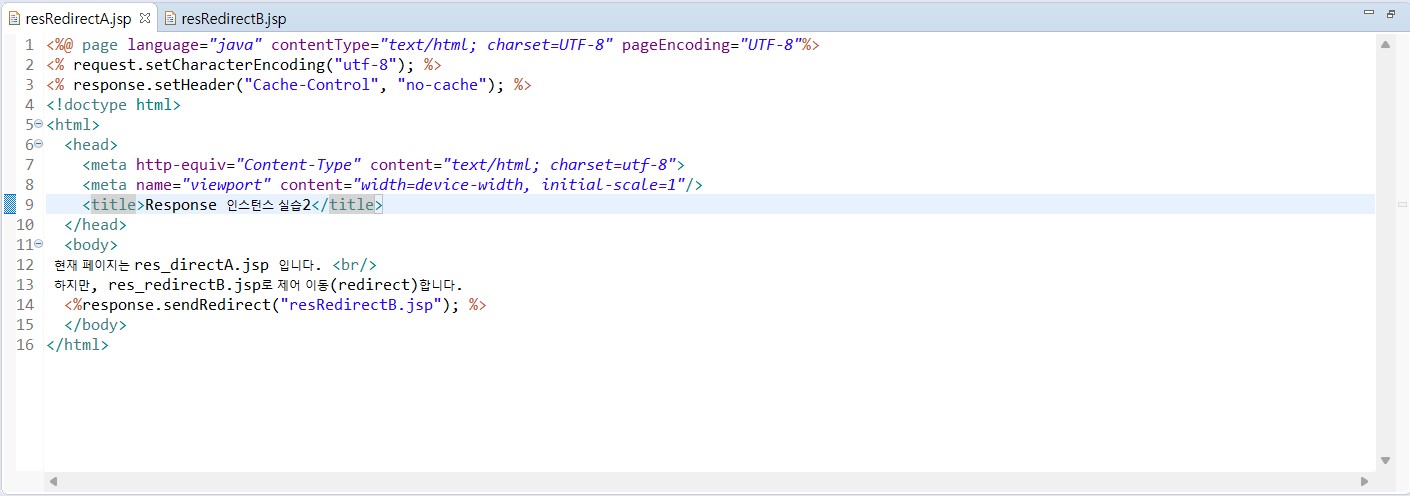 resRedirectA.jsp resRedirectB.jsp
1 <%@ page language="java" contentType="text/html; charset=UTF-8" pageEncoding="UTF-8"%>
2 <% request.setCharacterEncoding("utf-8"); %>
3 <% response.setHeader("Cache-Control", "no-cache"); %>
4 <!doctype html>
5 <html>
6 <head>
7 <meta http-equiv="Content-Type" content="text/html; charset=utf-8">
8 <meta name="viewport" content="width=device-width, initial-scale=1"/>
9 <title>Response 인스턴스 실습2</title>
10 </head>
11 <body>
12 현재 페이지는 res_directA.jsp 입니다. <br/>
13 하지만, res_redirectB.jsp로 제어 이동(redirect)합니다.
14 <%response.sendRedirect("resRedirectB.jsp"); %>
15 </body>
16 </html>